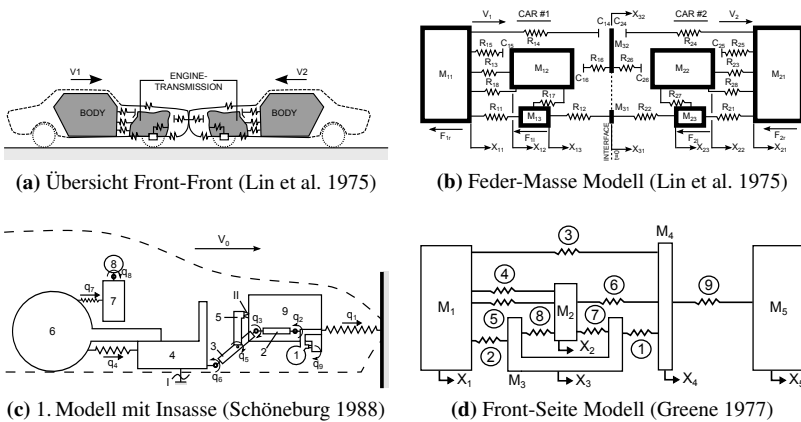 V1
V2
ENGINE-
TRANSMISSION
BODY
BODY
(a) Übersicht Front-Front (Lin et al. 1975)
V₁
CAR #1
X₃₂
CAR #2
V₂
C₁₄
C₂₄
R₁₄
M₃₂
R₂₄
R₁₅
C₁₅
C₂₅
R₂₅
R₁₃
R₁₆
R₂₆
R₂₃
M₁₁
M₁₂
C₁₆
C₂₆
M₂₂
M₂₁
R₁₈
R₂₈
R₁₇
R₂₇
R₁₁
M₁₃
R₁₂
M₃₁
R₂₂
M₂₃
R₂₁
F₁ᵣ
X₁₁
X₁₂
X₁₃
INTERFACE
X₃₁
X₂₃
X₂₂
X₂₁
F₂ᵣ
(b) Feder-Masse Modell (Lin et al. 1975)
V₀
8
q₈
q₇
7
6
II
5
9
q₁
q₃
q₂
3
2
1
q₅
4
q₄
q₆
q₉
I
(c) 1. Modell mit Insasse (Schöneburg 1988)
3
M₄
4
6
9
M₁
M₂
M₅
5
8
7
2
X₂
1
X₁
M₃
X₃
X₄
X₅
(d) Front-Seite Modell (Greene 1977)